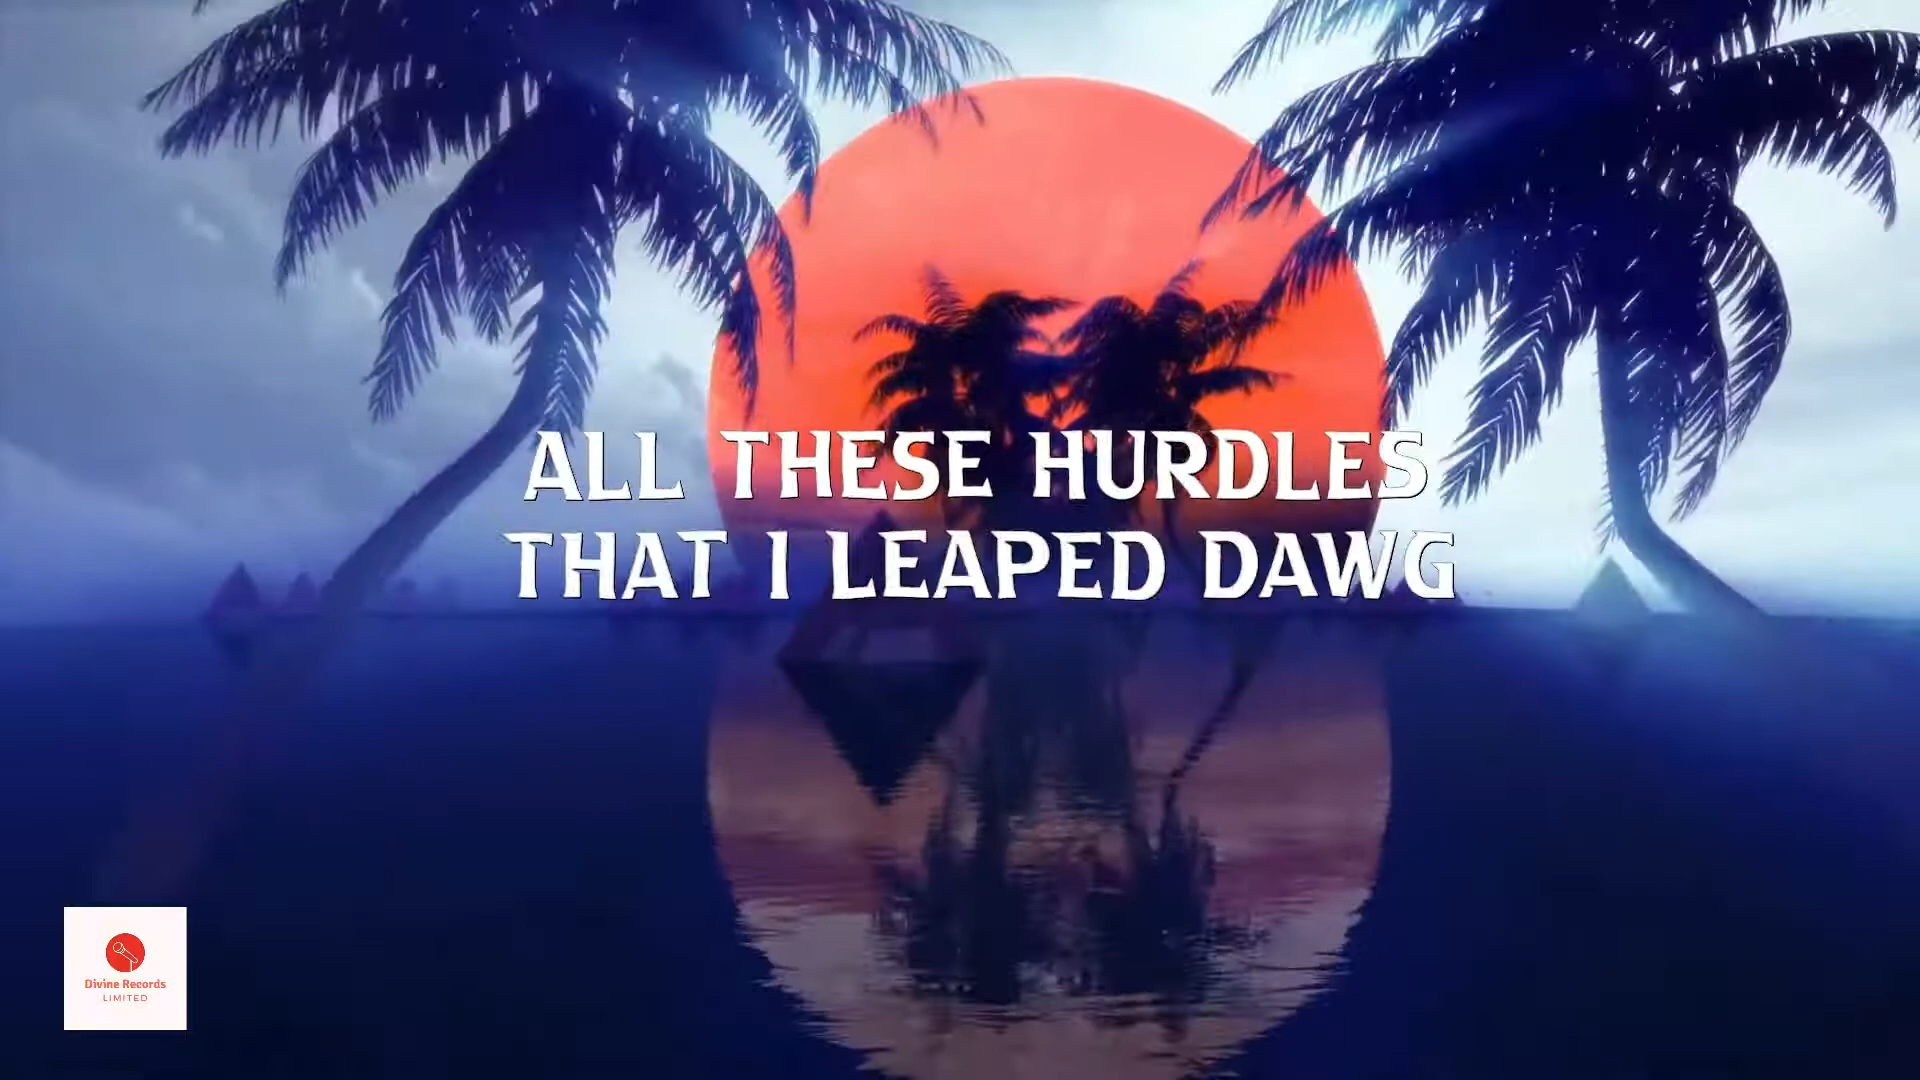 ALL THESE HURDLES
THAT I LEAPED DAWG
Divine Records
LIMITED